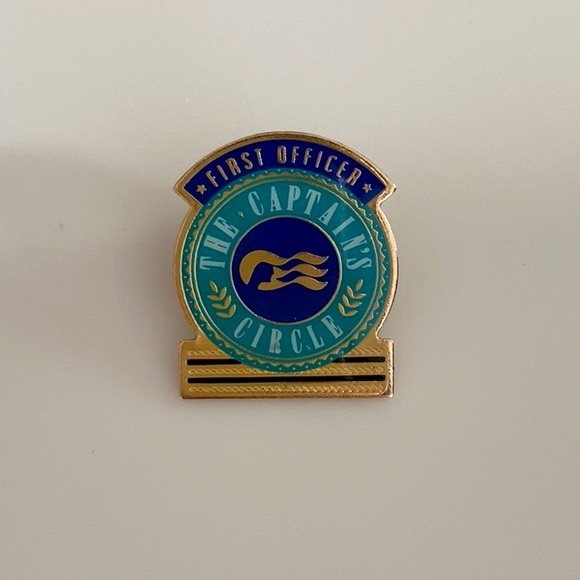 FIRST OFFICER
THE CAPTAIN'S
CIRCLE